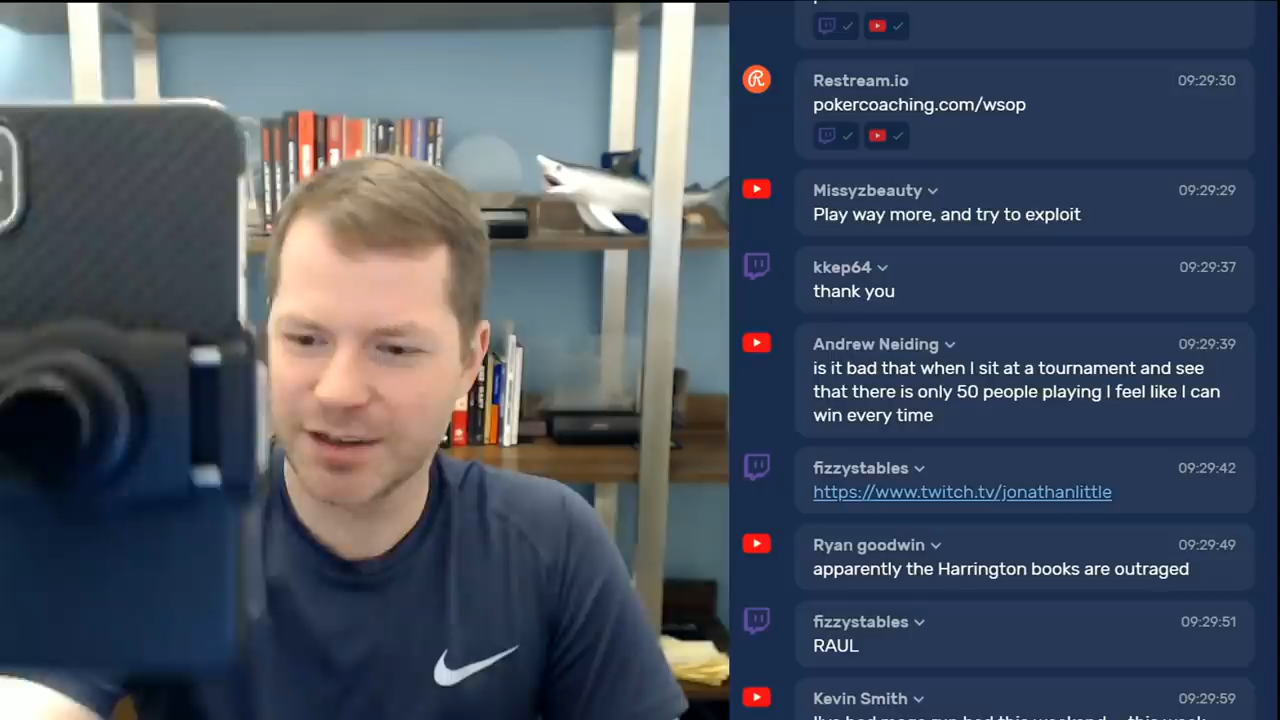 Restream.io 09:29:30
pokercoaching.com/wsop
Missyzbeauty 09:29:29
Play way more, and try to exploit
kkep64 09:29:37
thank you
Andrew Neiding 09:29:39
is it bad that when I sit at a tournament and see
that there is only 50 people playing I feel like I can
win every time
fizzystables 09:29:42
https://www.twitch.tv/jonathanlittle
Ryan goodwin 09:29:49
apparently the Harrington books are outraged
fizzystables 09:29:51
RAUL
Kevin Smith 09:29:59